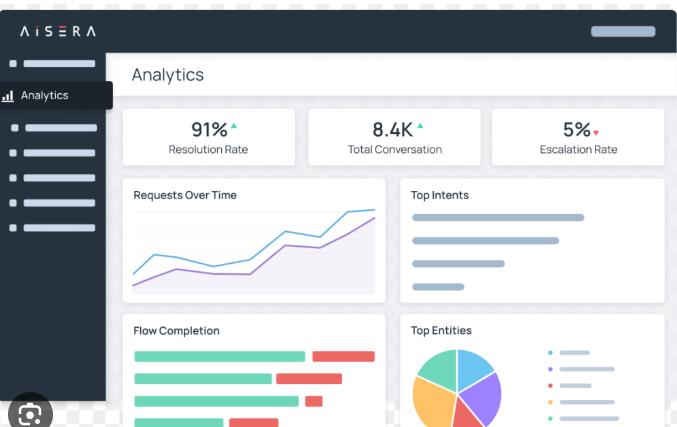 AiSERA
Analytics
Analytics
91%
Resolution Rate
8.4K
Total Conversation
5%
Escalation Rate
Requests Over Time
Top Intents
Flow Completion
Top Entities